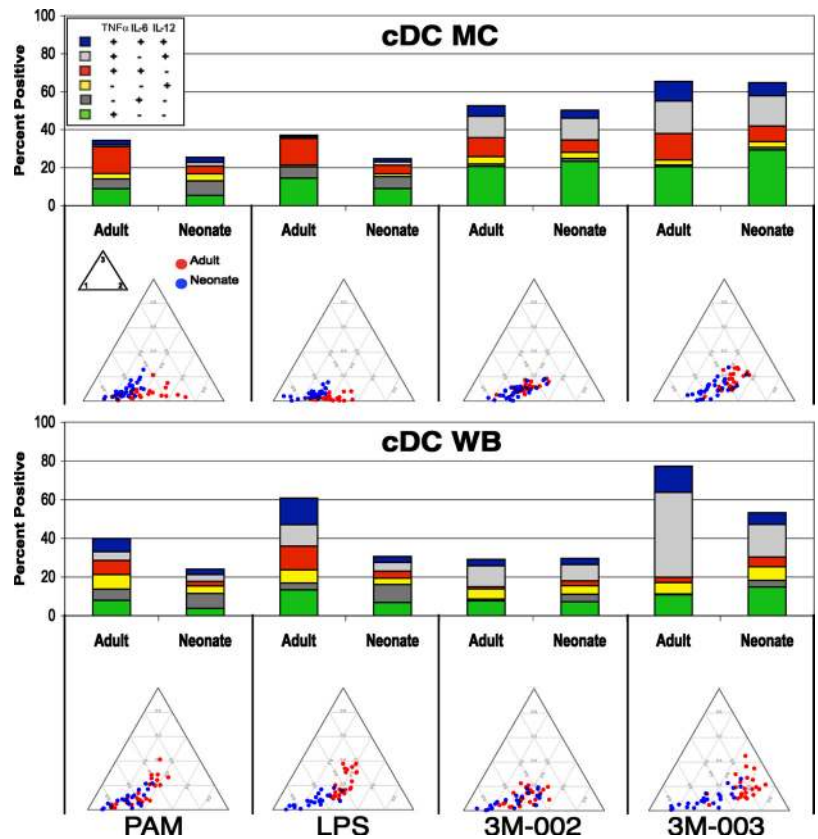 cDC MC
Percent Positive
100
80
60
40
20
0
TNFα IL-6 IL-12
+ + +
+ - +
+ + -
- - +
- + -
+ - -
Adult Neonate Adult Neonate Adult Neonate Adult Neonate
3
1 2
Adult
Neonate
cDC WB
Percent Positive
100
80
60
40
20
0
Adult Neonate Adult Neonate Adult Neonate Adult Neonate
PAM LPS 3M-002 3M-003